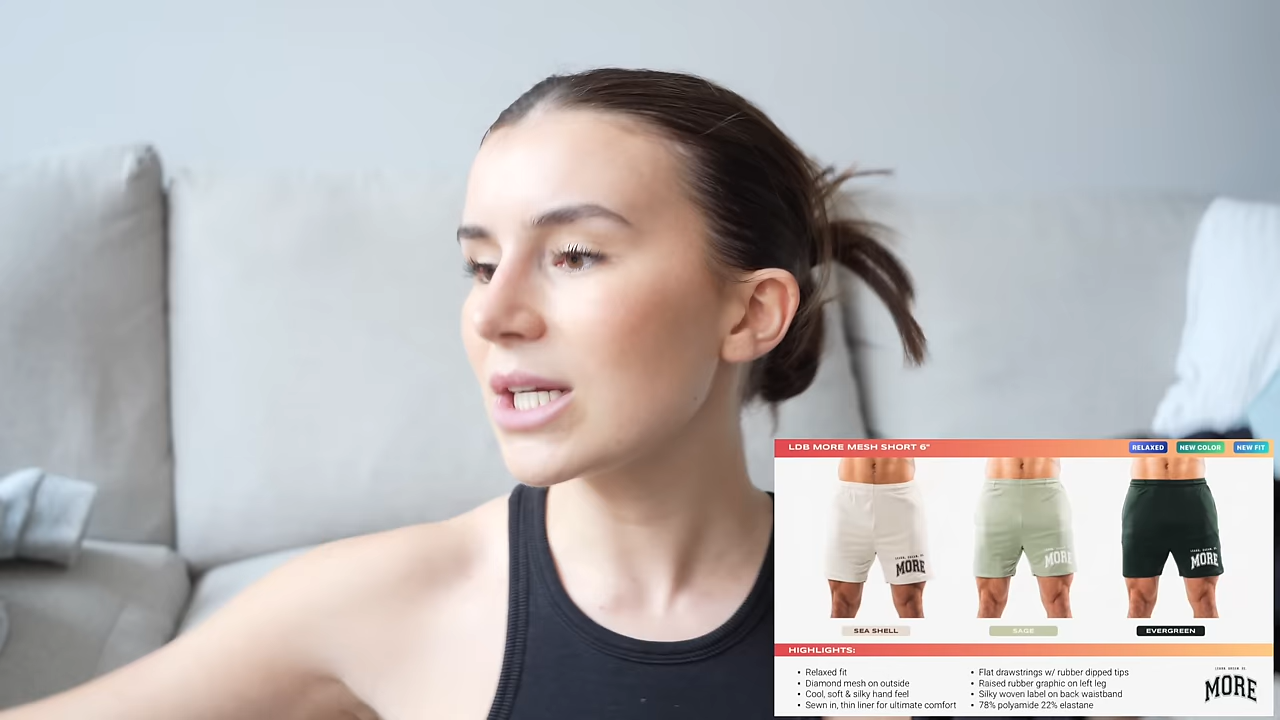 LDB MORE MESH SHORT 6"
RELAXED
NEW COLOR
NEW FIT
MORE
MORE
MORE
SEA SHELL
SAGE
EVERGREEN
HIGHLIGHTS:
• Relaxed fit
• Diamond mesh on outside
• Cool, soft & silky hand feel
• Sewn in, thin liner for ultimate comfort
• Flat drawstrings w/ rubber dipped tips
• Raised rubber graphic on left leg
• Silky woven label on back waistband
• 78% polyamide 22% elastane
MORE